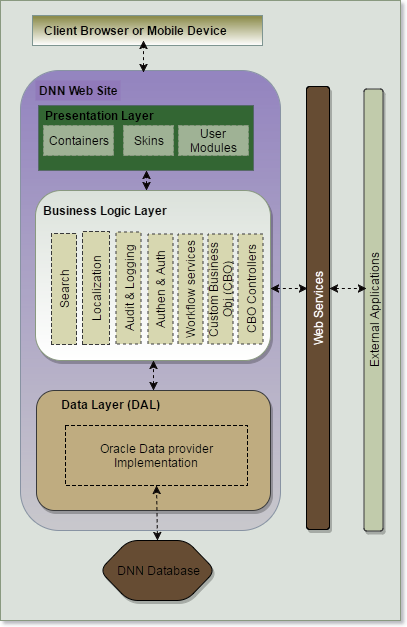 Client Browser or Mobile Device
DNN Web Site
Presentation Layer
Containers
Skins
User
Modules
Business Logic Layer
Search
Localization
Audit & Logging
Authen & Auth
Workflow services
Custom Business
Obj (CBO)
CBO Controllers
Web Services
External Applications
Data Layer (DAL)
Oracle Data provider
Implementation
DNN Database